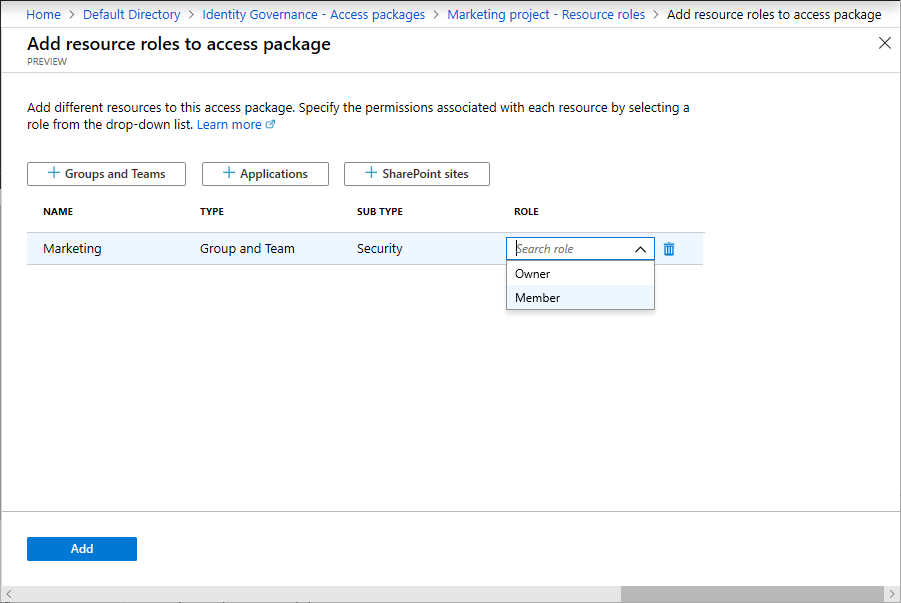 Home > Default Directory > Identity Governance - Access packages > Marketing project - Resource roles > Add resource roles to access package
Add resource roles to access package
PREVIEW
Add different resources to this access package. Specify the permissions associated with each resource by selecting a
role from the drop-down list. Learn more
+ Groups and Teams + Applications + SharePoint sites
NAME TYPE SUB TYPE ROLE
Marketing Group and Team Security Search role
Owner
Member
Add